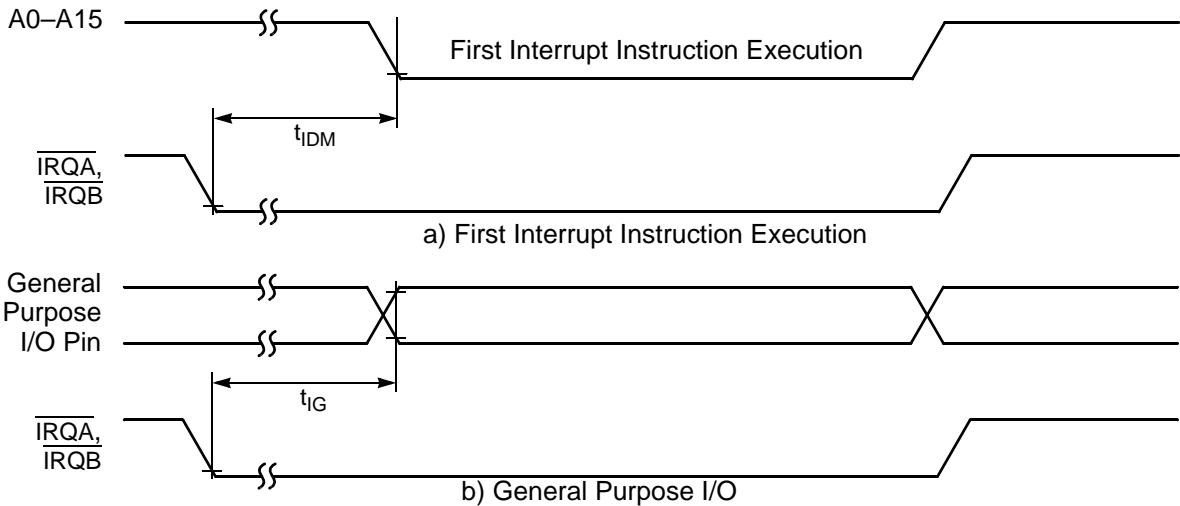 A0–A15
First Interrupt Instruction Execution
tIDM
IRQA,
IRQB
a) First Interrupt Instruction Execution
General
Purpose
I/O Pin
tIG
IRQA,
IRQB
b) General Purpose I/O